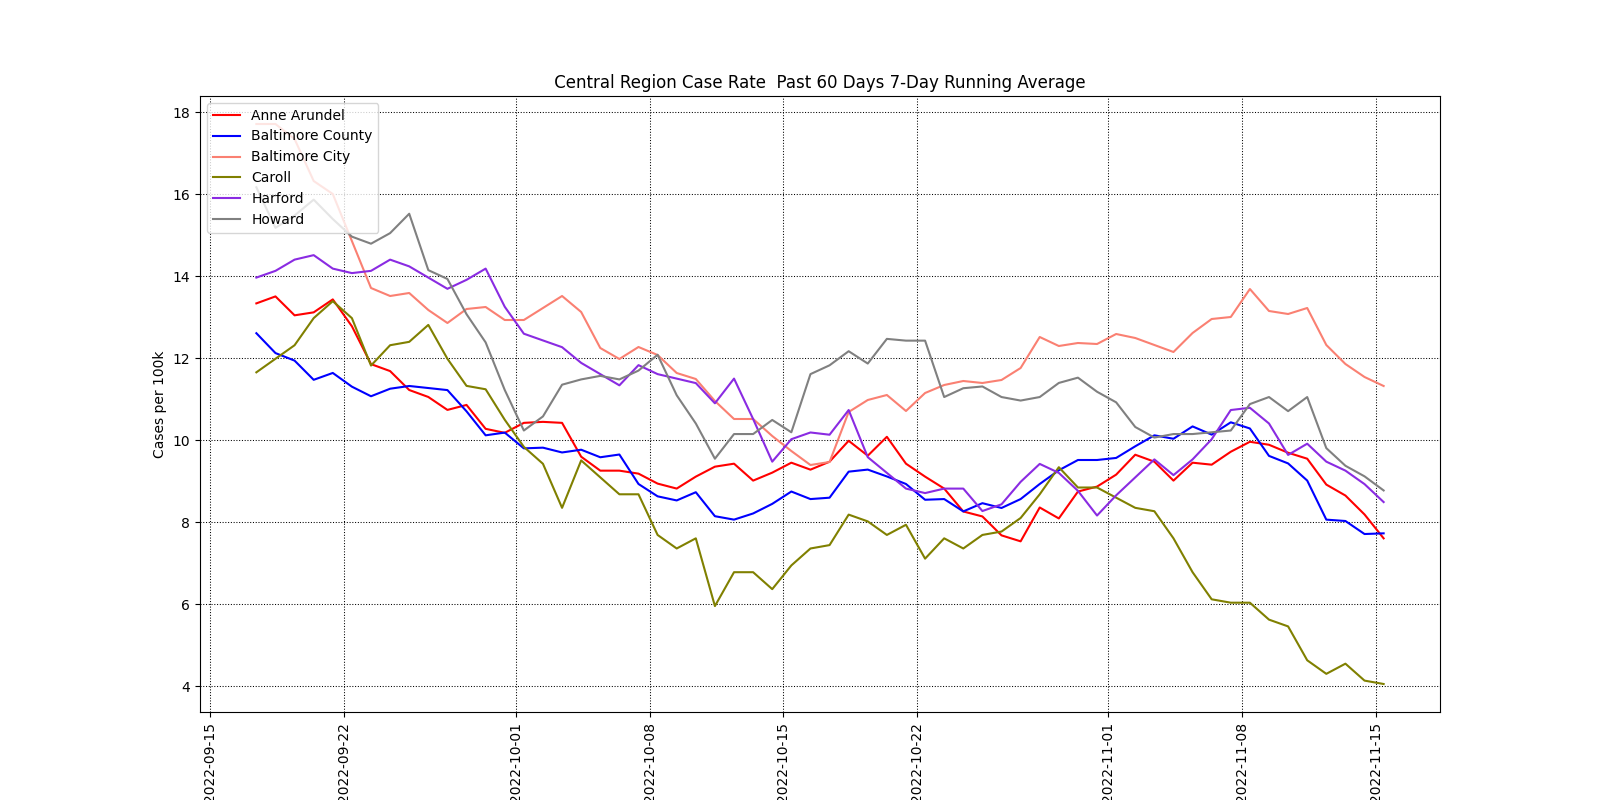 Central Region Case Rate  Past 60 Days 7-Day Running Average
Anne Arundel
Baltimore County
Baltimore City
Caroll
Harford
Howard
Cases per 100k
18
16
14
12
10
8
6
4
2022-09-15
2022-09-22
2022-10-01
2022-10-08
2022-10-15
2022-10-22
2022-11-01
2022-11-08
2022-11-15